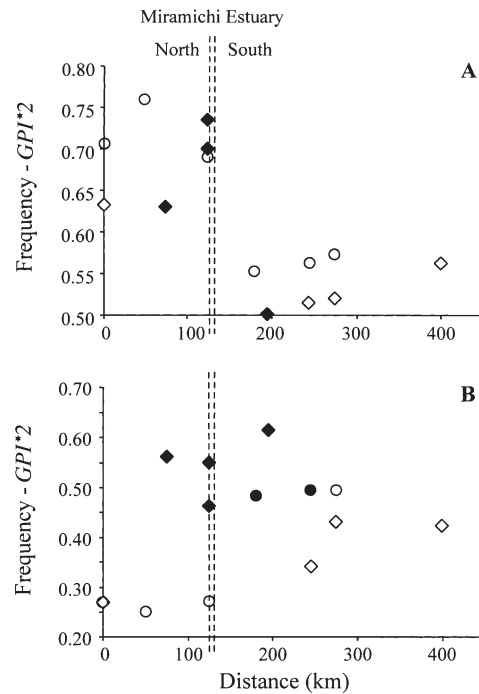 Miramichi Estuary
North South
A
Frequency - GPI*2
0.80
0.75
0.70
0.65
0.60
0.55
0.50
0 100 200 300 400
B
Frequency - GPI*2
0.70
0.60
0.50
0.40
0.30
0.20
0 100 200 300 400
Distance (km)